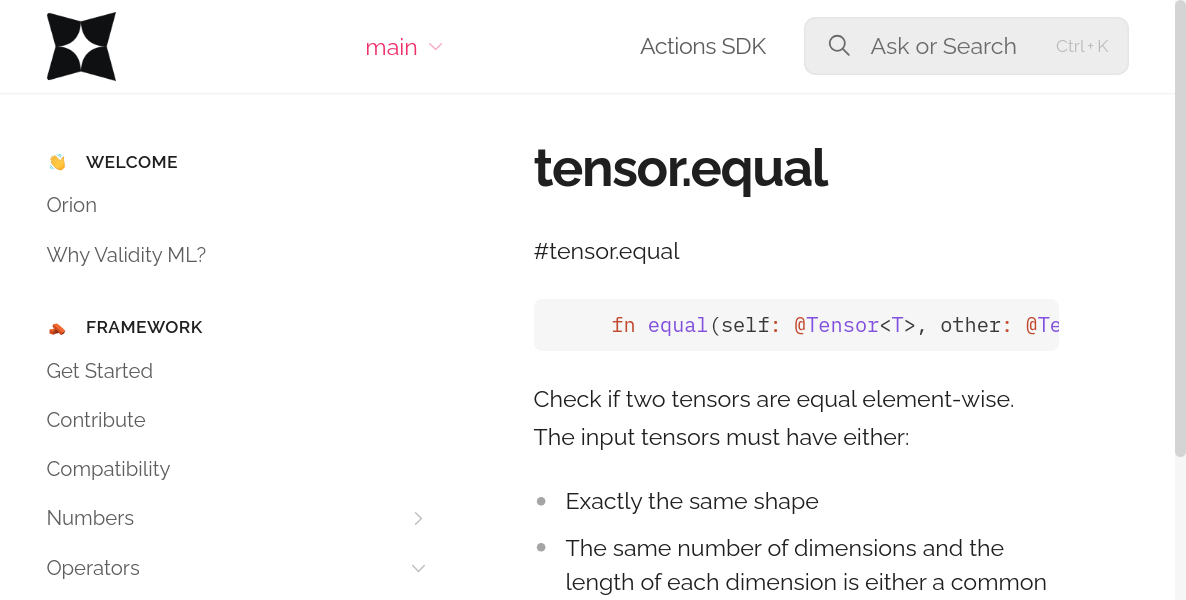 main
Actions SDK
Ask or Search
Ctrl + K
WELCOME
Orion
Why Validity ML?
FRAMEWORK
Get Started
Contribute
Compatibility
Numbers
Operators
tensor.equal
#tensor.equal
fn equal(self: @Tensor<T>, other: @Te
Check if two tensors are equal element-wise.
The input tensors must have either:
Exactly the same shape
The same number of dimensions and the
length of each dimension is either a common